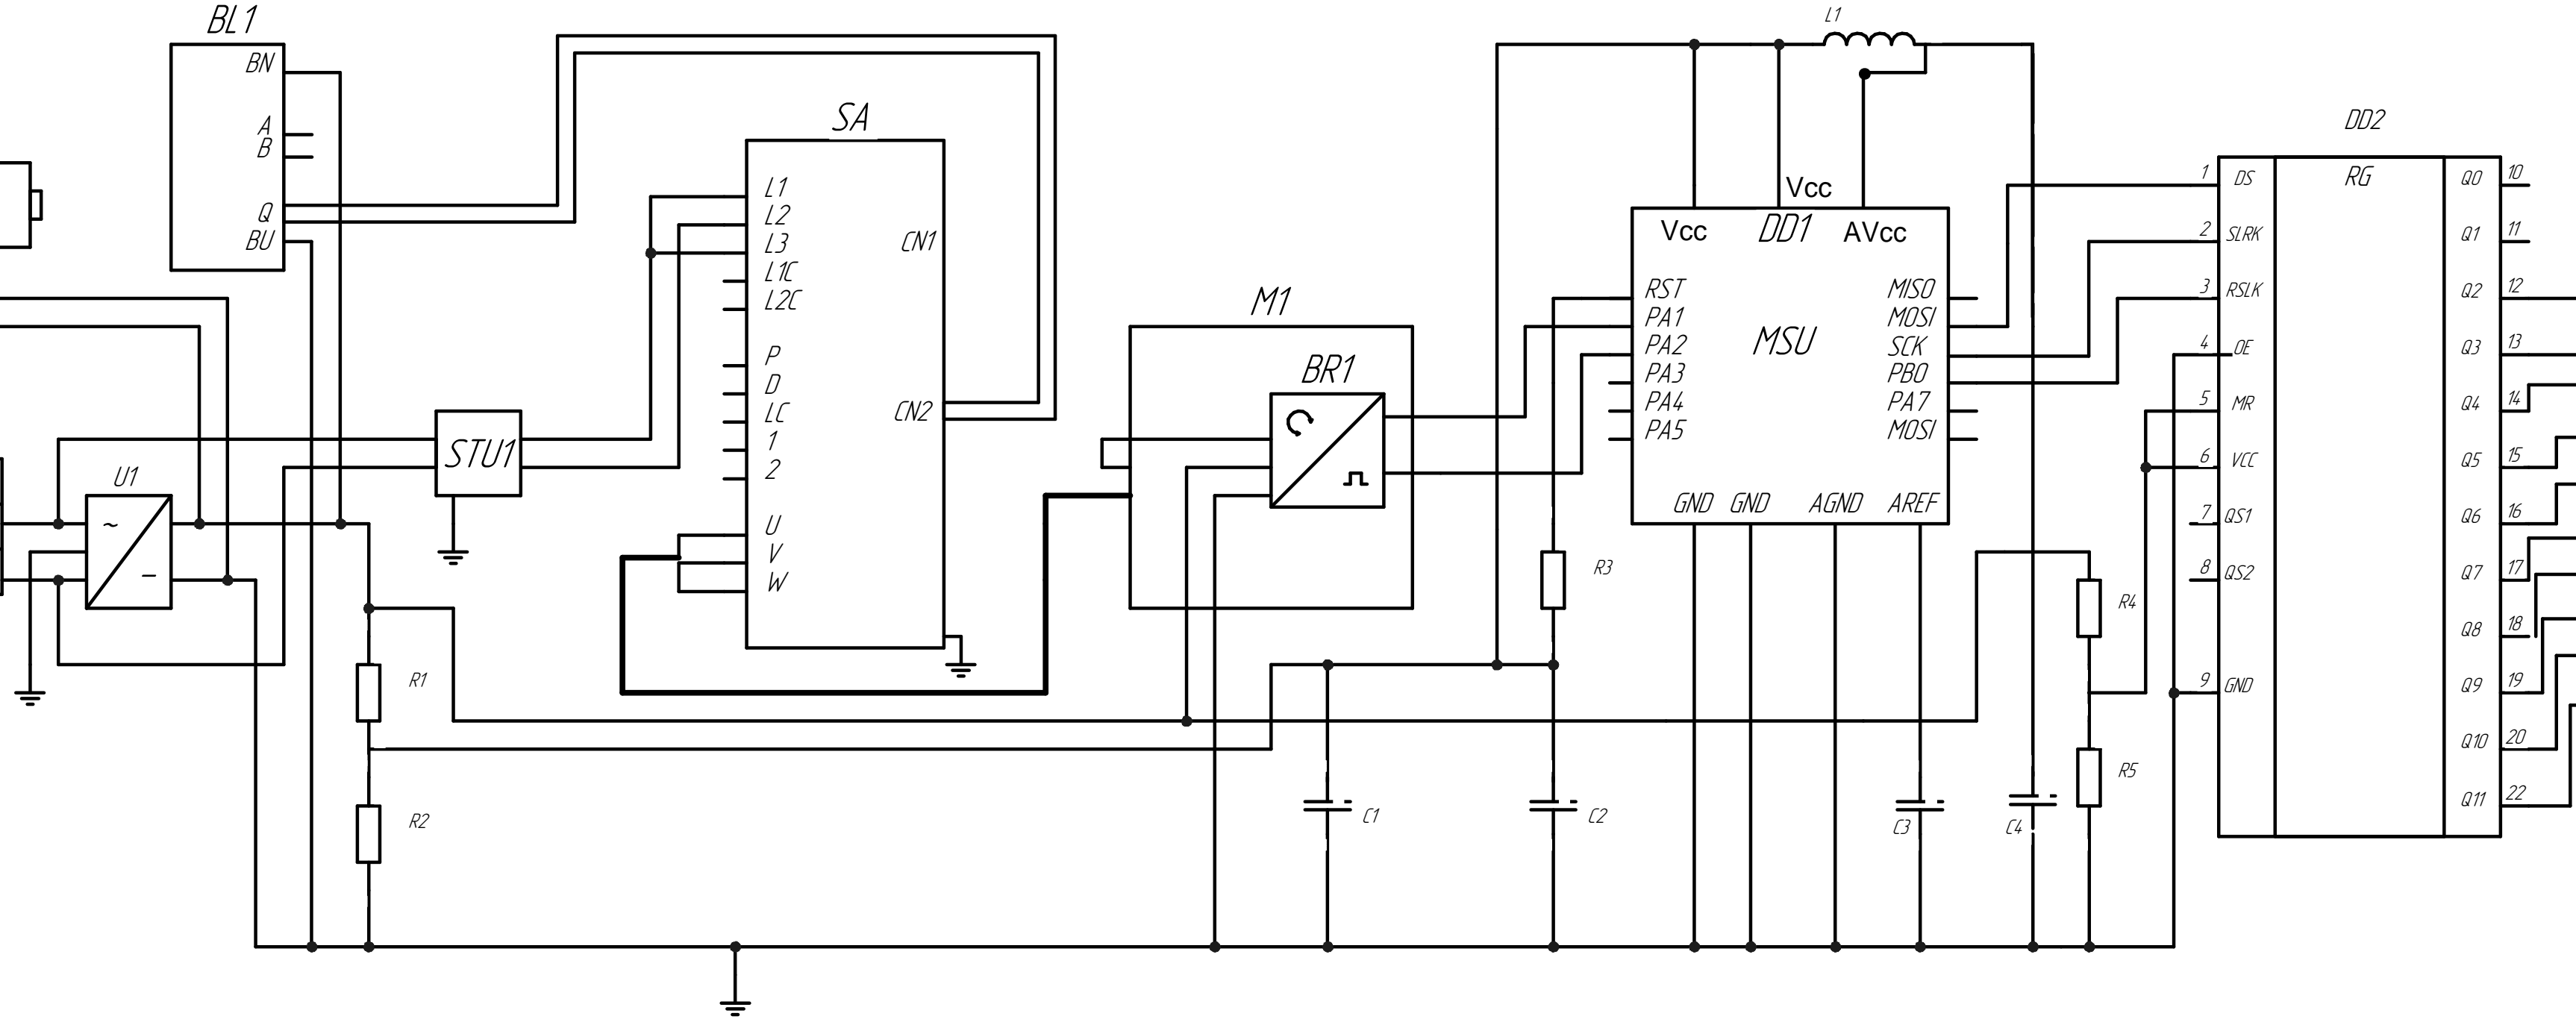 BL1
BN
A
B
Q
BU
U1
~
–
STU1
R1
R2
SA
L1
L2
L3
L1C
L2C
P
D
LC
1
2
U
V
W
CN1
CN2
M1
BR1
C1
C2
R3
L1
Vcc
Vcc
DD1
AVcc
MSU
RST
PA1
PA2
PA3
PA4
PA5
MISO
MOSI
SCK
PB0
PA7
MOSI
GND
GND
AGND
AREF
C3
C4
R4
R5
DD2
RG
1
DS
2
SLRK
3
RSLK
4
OE
5
MR
6
VCC
7
QS1
8
QS2
9
GND
Q0
10
Q1
11
Q2
12
Q3
13
Q4
14
Q5
15
Q6
16
Q7
17
Q8
18
Q9
19
Q10
20
Q11
22